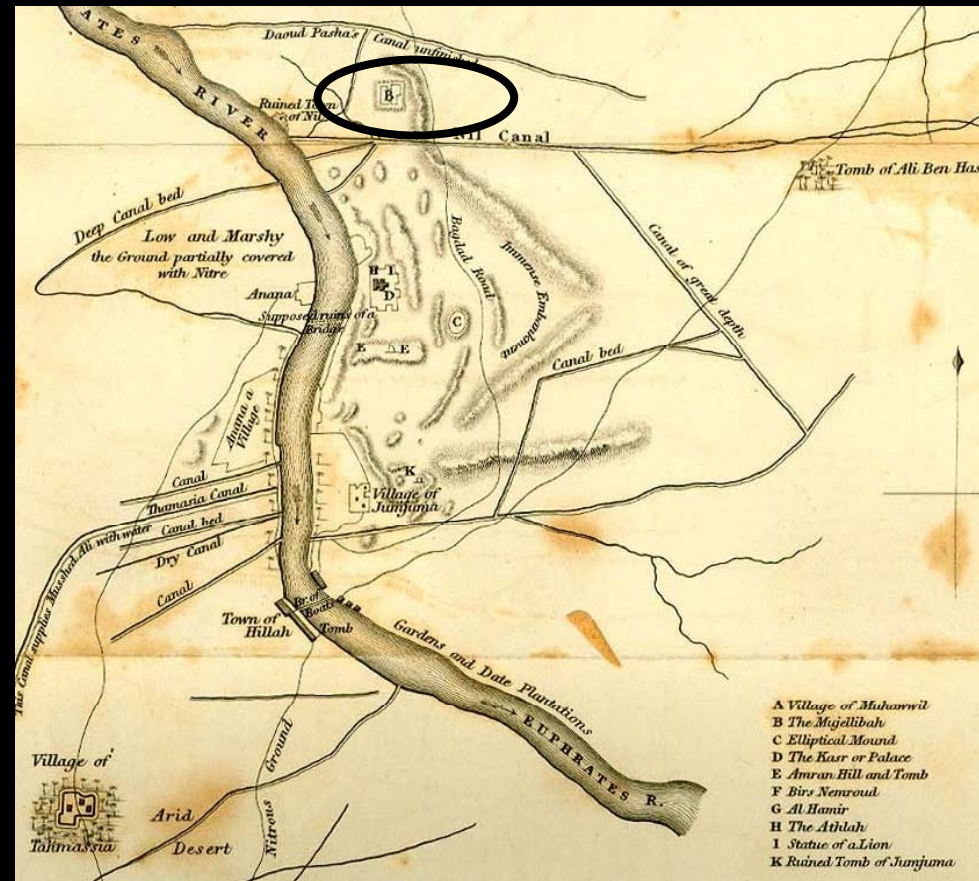 ATES RIVER
Daoud Pasha's Canal unfinished
B
Ruined Town
of Nil
Nil Canal
Tomb of Ali Ben Has
Deep Canal bed
Low and Marshy
the Ground partially covered
with Nitre
Bagdad Road
Immense Embankment
Canal of great depth
H I
D
Anana
Supposed ruins of a
Bridge
C
E E
Canal bed
Anana a
Village
K
Village of
Jumjuma
Canal
Thamasia Canal
Canal bed
Dry Canal
Canal
This Canal supplies Musshed Ali with water
Br. of
Boats
Town of
Hillah
Tomb
Gardens and Date Plantations
EUPHRATES R.
Nitrous Ground
Village of
Tahmassia
Arid
Desert
A Village of Muhawwil
B The Mujellibah
C Elliptical Mound
D The Kasr or Palace
E Amran Hill and Tomb
F Birs Nemroud
G Al Hamir
H The Athlah
I Statue of a Lion
K Ruined Tomb of Jumjuma